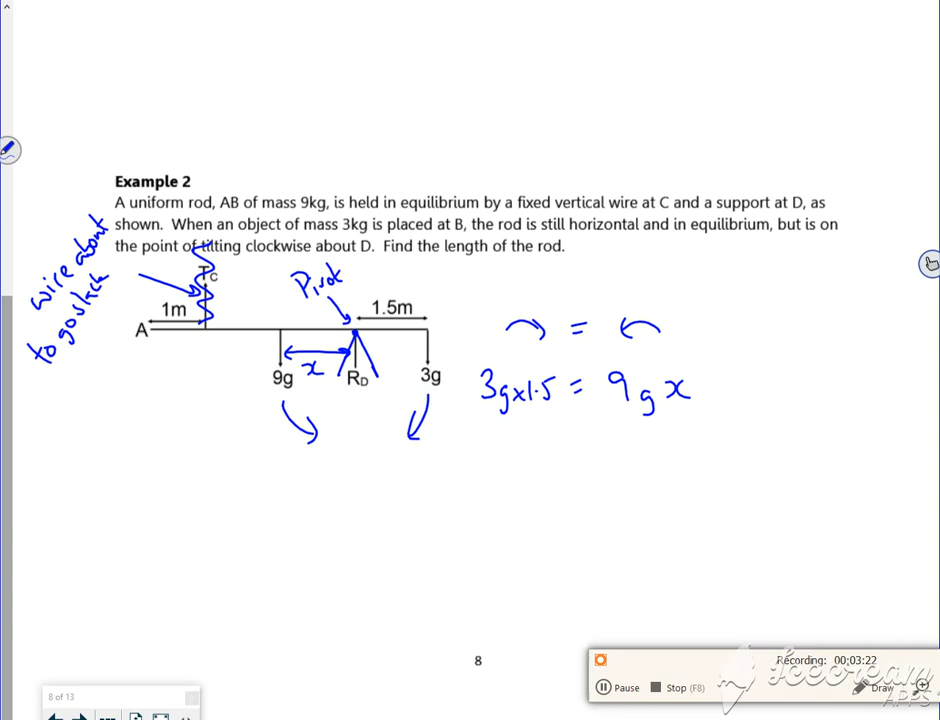 Example 2
A uniform rod, AB of mass 9kg, is held in equilibrium by a fixed vertical wire at C and a support at D, as
shown. When an object of mass 3kg is placed at B, the rod is still horizontal and in equilibrium, but is on
the point of tilting clockwise about D. Find the length of the rod.
wire about
to go slack
TC
Pivot
1m
1.5m
A
=
x
9g
RD
3g
3g×1.5 = 9g x
8
Recording: 00:03:22
Pause
Stop (F8)
Draw
Icecream
APPS
8 of 13